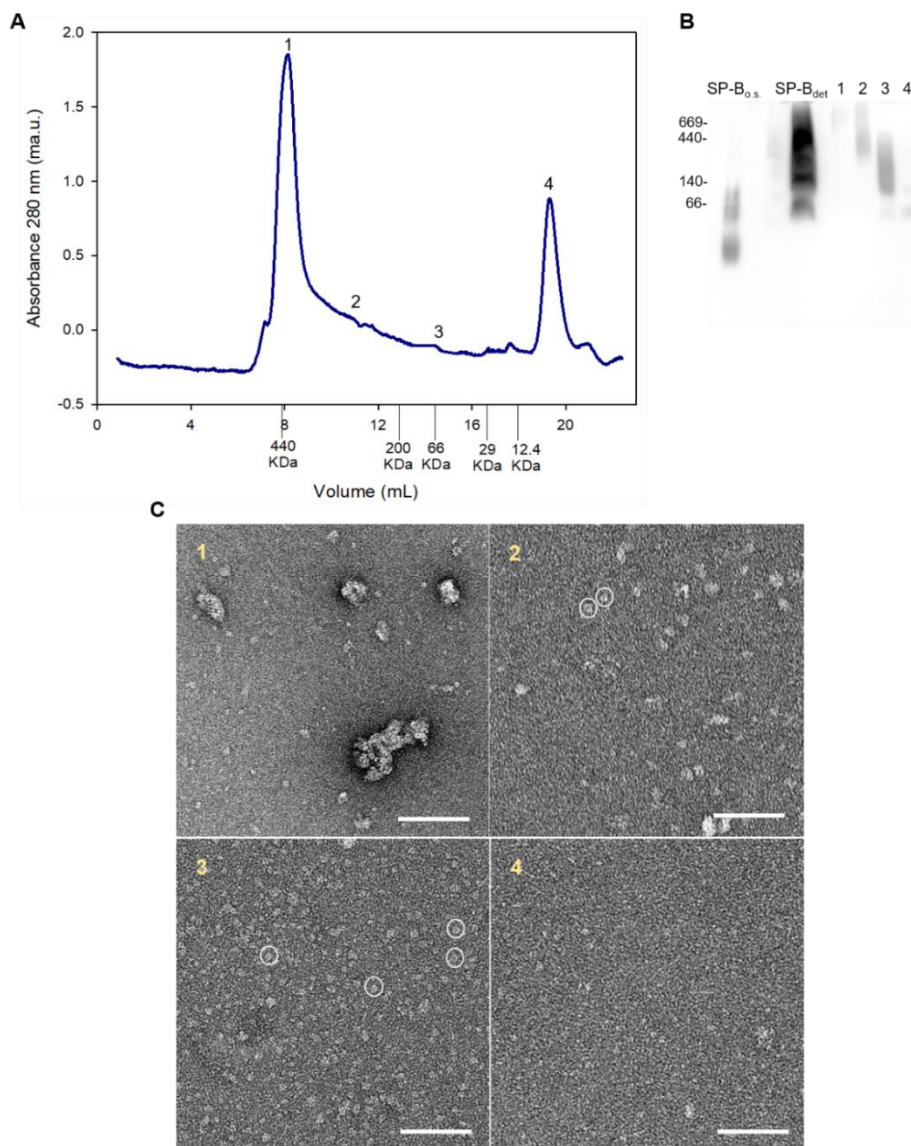 A
2.0
1.5
1.0
0.5
0.0
-0.5
Absorbance 280 nm (ma.u.)
1
2
3
4
0 4 8 12 16 20
440 KDa
200 KDa
66 KDa
29 KDa
12.4 KDa
Volume (mL)
B
SP-Bo.s. SP-Bdet 1 2 3 4
669-
440-
140-
66-
C
1
2
3
4